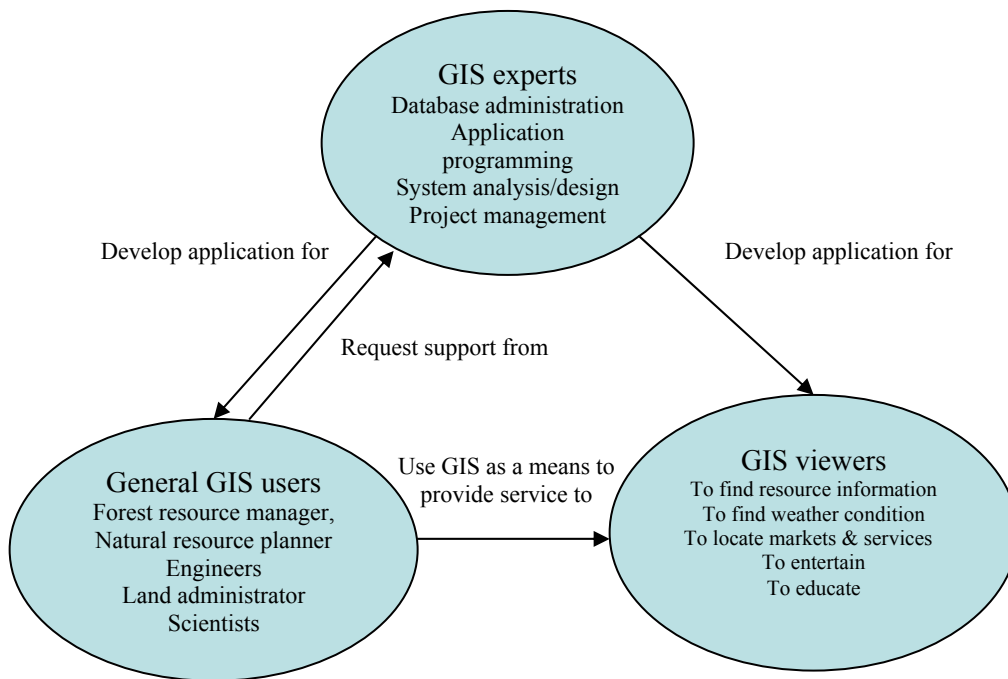 GIS experts
Database administration
Application
programming
System analysis/design
Project management
Develop application for
Develop application for
Request support from
Use GIS as a means to
provide service to
General GIS users
Forest resource manager,
Natural resource planner
Engineers
Land administrator
Scientists
GIS viewers
To find resource information
To find weather condition
To locate markets & services
To entertain
To educate